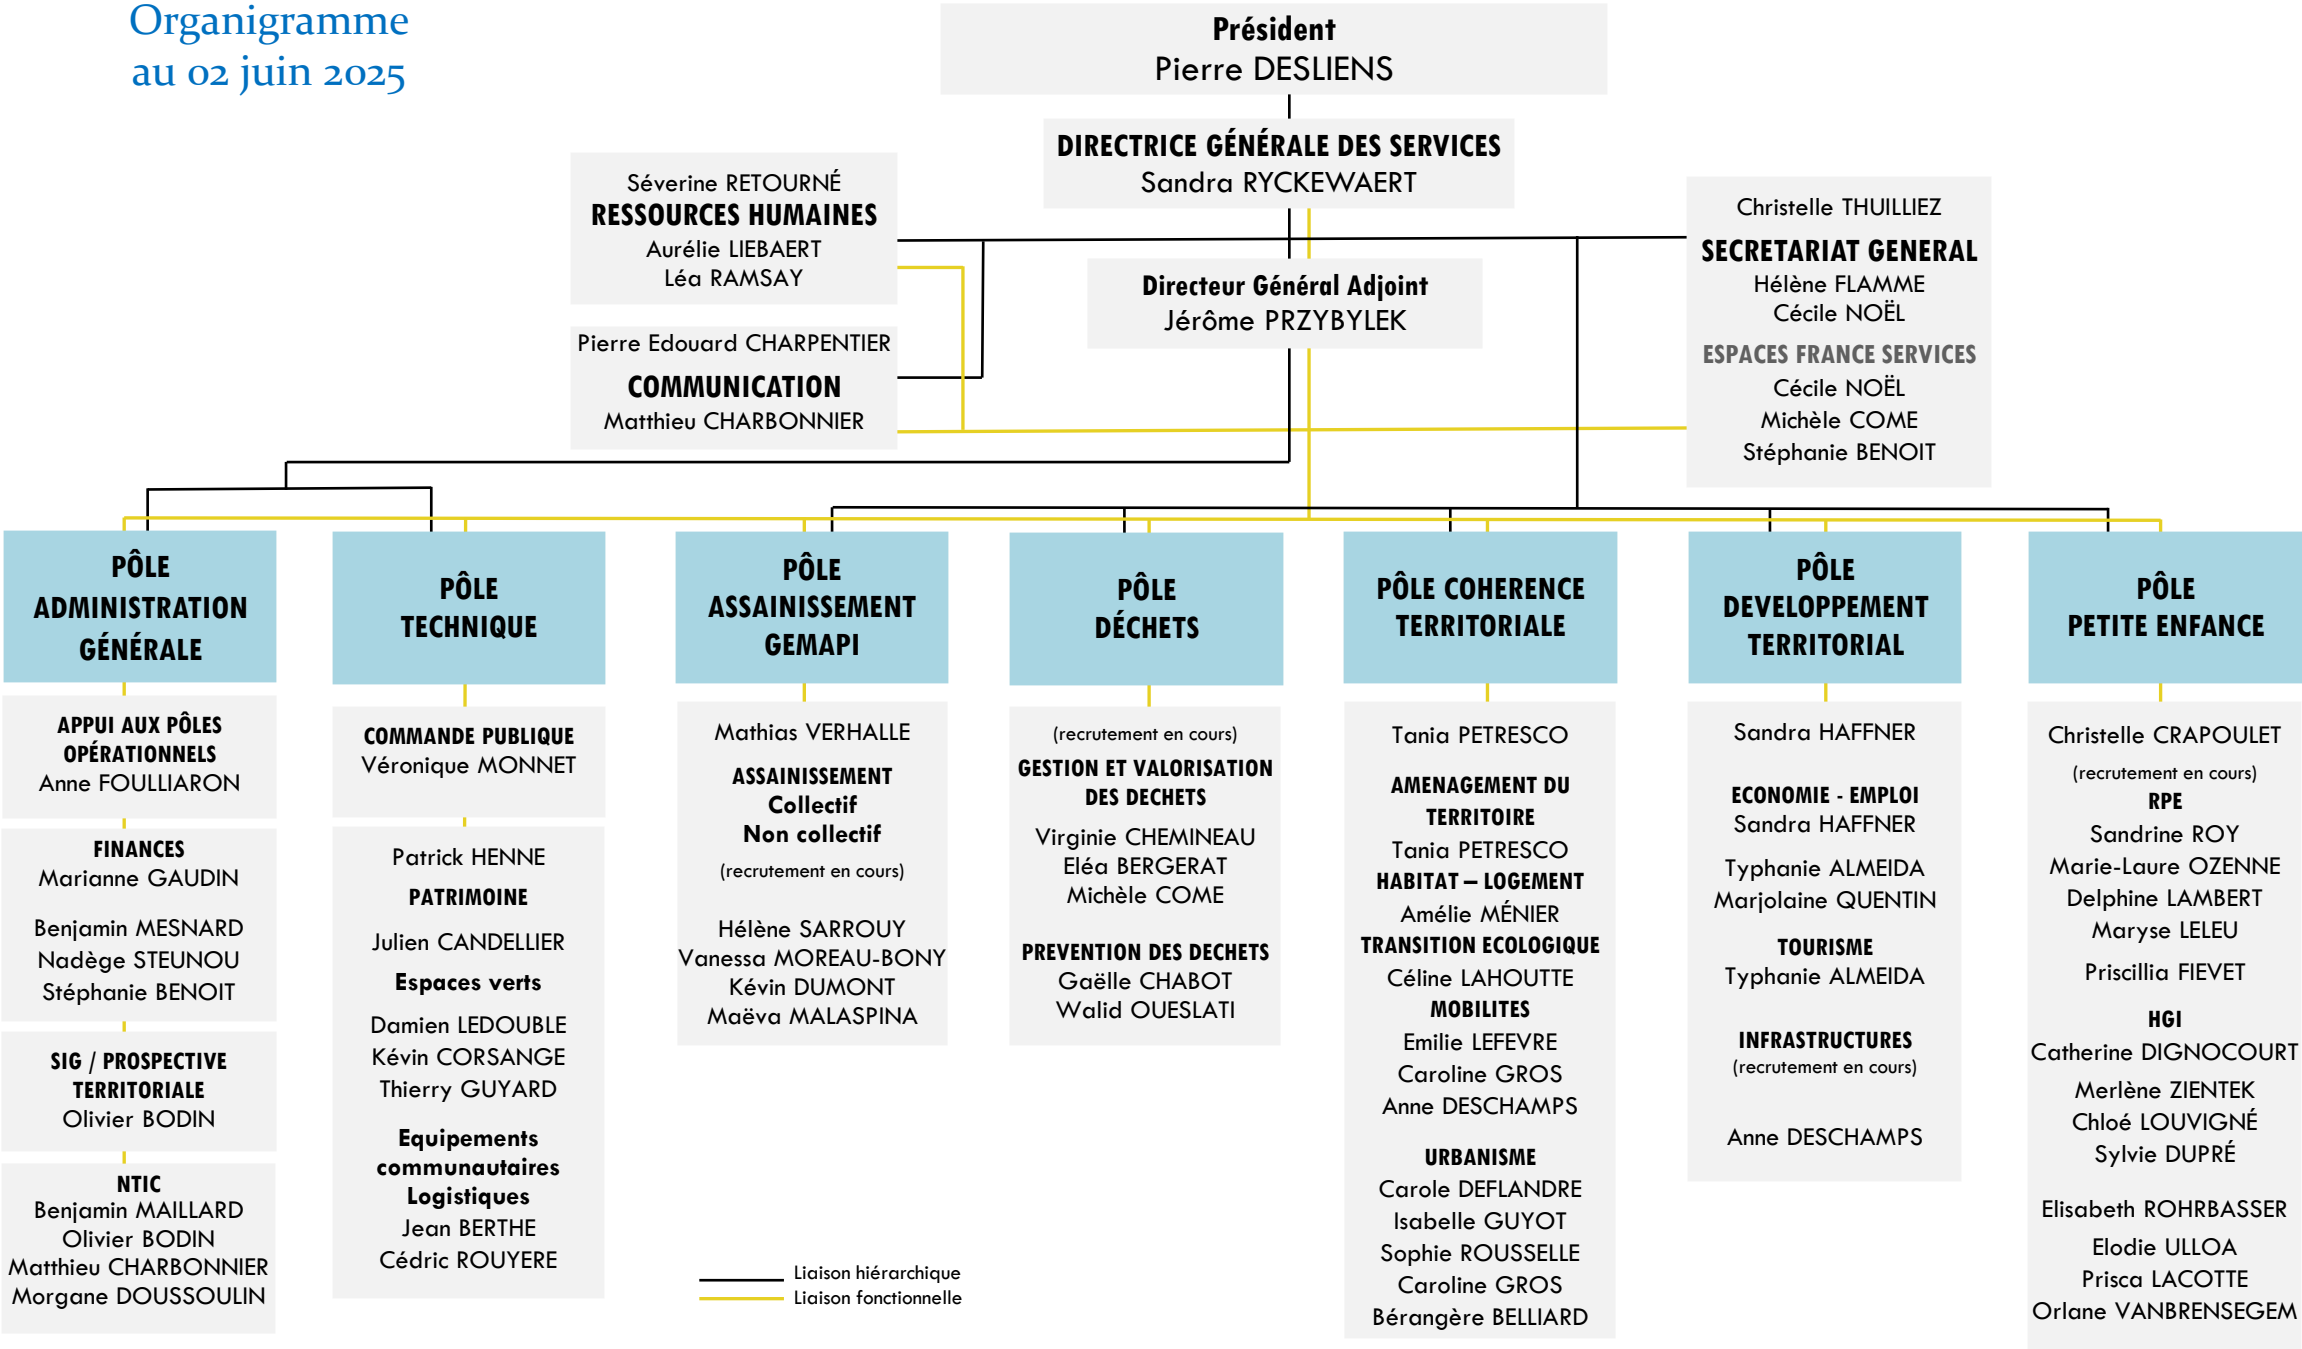 Organigramme
au 02 juin 2025
Président
Pierre DESLIENS
DIRECTRICE GÉNÉRALE DES SERVICES
Sandra RYCKEWAERT
Séverine RETOURNÉ
RESSOURCES HUMAINES
Aurélie LIEBAERT
Léa RAMSAY
Pierre Edouard CHARPENTIER
COMMUNICATION
Matthieu CHARBONNIER
Directeur Général Adjoint
Jérôme PRZYBYLEK
Christelle THUILLIEZ
SECRETARIAT GENERAL
Hélène FLAMME
Cécile NOËL
ESPACES FRANCE SERVICES
Cécile NOËL
Michèle COME
Stéphanie BENOIT
PÔLE
ADMINISTRATION
GÉNÉRALE
APPUI AUX PÔLES
OPÉRATIONNELS
Anne FOULLIARON
FINANCES
Marianne GAUDIN
Benjamin MESNARD
Nadège STEUNOU
Stéphanie BENOIT
SIG / PROSPECTIVE
TERRITORIALE
Olivier BODIN
NTIC
Benjamin MAILLARD
Olivier BODIN
Matthieu CHARBONNIER
Morgane DOUSSOULIN
PÔLE
TECHNIQUE
COMMANDE PUBLIQUE
Véronique MONNET
Patrick HENNE
PATRIMOINE
Julien CANDELLIER
Espaces verts
Damien LEDOUBLE
Kévin CORSANGE
Thierry GUYARD
Equipements
communautaires
Logistiques
Jean BERTHE
Cédric ROUYERE
PÔLE
ASSAINISSEMENT
GEMAPI
Mathias VERHALLE
ASSAINISSEMENT
Collectif
Non collectif
(recrutement en cours)
Hélène SARROUY
Vanessa MOREAU-BONY
Kévin DUMONT
Maëva MALASPINA
PÔLE
DÉCHETS
(recrutement en cours)
GESTION ET VALORISATION
DES DECHETS
Virginie CHEMINEAU
Eléa BERGERAT
Michèle COME
PREVENTION DES DECHETS
Gaëlle CHABOT
Walid OUESLATI
PÔLE COHERENCE
TERRITORIALE
Tania PETRESCO
AMENAGEMENT DU
TERRITOIRE
Tania PETRESCO
HABITAT – LOGEMENT
Amélie MÉNIER
TRANSITION ECOLOGIQUE
Céline LAHOUTTE
MOBILITES
Emilie LEFEVRE
Caroline GROS
Anne DESCHAMPS
URBANISME
Carole DEFLANDRE
Isabelle GUYOT
Sophie ROUSSELLE
Caroline GROS
Bérangère BELLIARD
PÔLE
DEVELOPPEMENT
TERRITORIAL
Sandra HAFFNER
ECONOMIE - EMPLOI
Sandra HAFFNER
Typhanie ALMEIDA
Marjolaine QUENTIN
TOURISME
Typhanie ALMEIDA
INFRASTRUCTURES
(recrutement en cours)
Anne DESCHAMPS
PÔLE
PETITE ENFANCE
Christelle CRAPOULET
(recrutement en cours)
RPE
Sandrine ROY
Marie-Laure OZENNE
Delphine LAMBERT
Maryse LELEU
Priscillia FIEVET
HGI
Catherine DIGNOCOURT
Merlène ZIENTEK
Chloé LOUVIGNÉ
Sylvie DUPRÉ
Elisabeth ROHRBASSER
Elodie ULLOA
Prisca LACOTTE
Orlane VANBRENSEGEM
Liaison hiérarchique
Liaison fonctionnelle